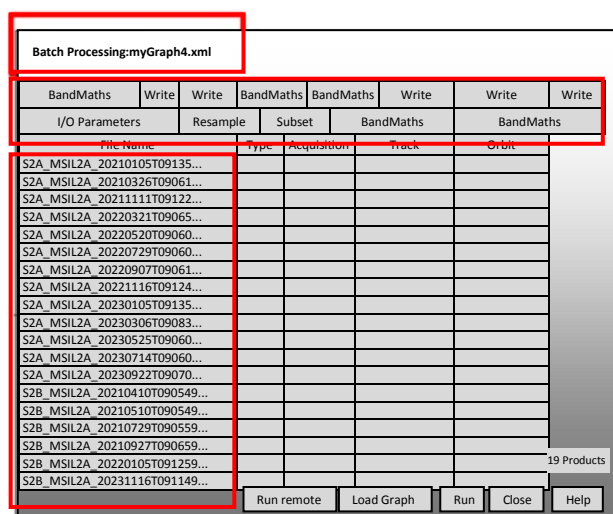 Batch Processing:myGraph4.xml
BandMaths Write Write BandMaths BandMaths Write Write Write
I/O Parameters Resample Subset BandMaths BandMaths
File Name Type Acquisition Track Orbit
S2A_MSIL2A_20210105T09135...
S2A_MSIL2A_20210326T09061...
S2A_MSIL2A_20211111T09122...
S2A_MSIL2A_20220321T09065...
S2A_MSIL2A_20220520T09060...
S2A_MSIL2A_20220729T09060...
S2A_MSIL2A_20220907T09061...
S2A_MSIL2A_20221116T09124...
S2A_MSIL2A_20230105T09135...
S2A_MSIL2A_20230306T09083...
S2A_MSIL2A_20230525T09060...
S2A_MSIL2A_20230714T09060...
S2A_MSIL2A_20230922T09070...
S2B_MSIL2A_20210410T090549...
S2B_MSIL2A_20210510T090549...
S2B_MSIL2A_20210729T090559...
S2B_MSIL2A_20210927T090659...
S2B_MSIL2A_20220105T091259...
S2B_MSIL2A_20231116T091149...
19 Products
Run remote Load Graph Run Close Help